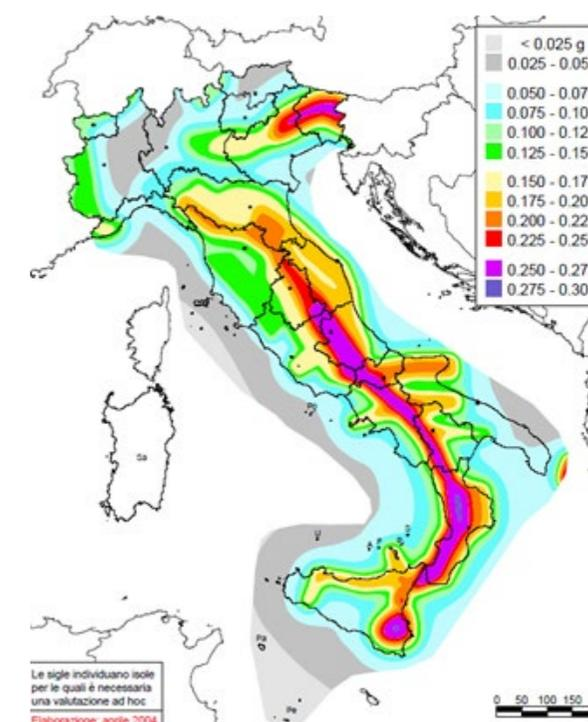 < 0.025 g
0.025 - 0.05
0.050 - 0.07
0.075 - 0.10
0.100 - 0.12
0.125 - 0.15
0.150 - 0.17
0.175 - 0.20
0.200 - 0.22
0.225 - 0.25
0.250 - 0.27
0.275 - 0.30
Pa
Pe
Le sigle individuano isole
per le quali è necessaria
una valutazione ad hoc
Elaborazione: aprile 2004
0 50 100 150